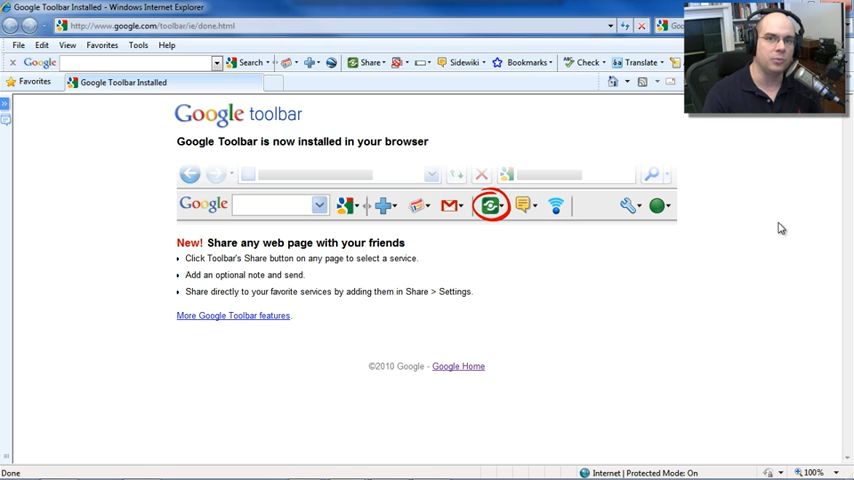 Google Toolbar Installed - Windows Internet Explorer
http://www.google.com/toolbar/ie/done.html
File Edit View Favorites Tools Help
Google Search Share Sidewiki Bookmarks Check Translate
Favorites Google Toolbar Installed
Google toolbar
Google Toolbar is now installed in your browser
Google
New! Share any web page with your friends
Click Toolbar's Share button on any page to select a service.
Add an optional note and send.
Share directly to your favorite services by adding them in Share > Settings.
More Google Toolbar features.
©2010 Google - Google Home
Done Internet | Protected Mode: On 100%